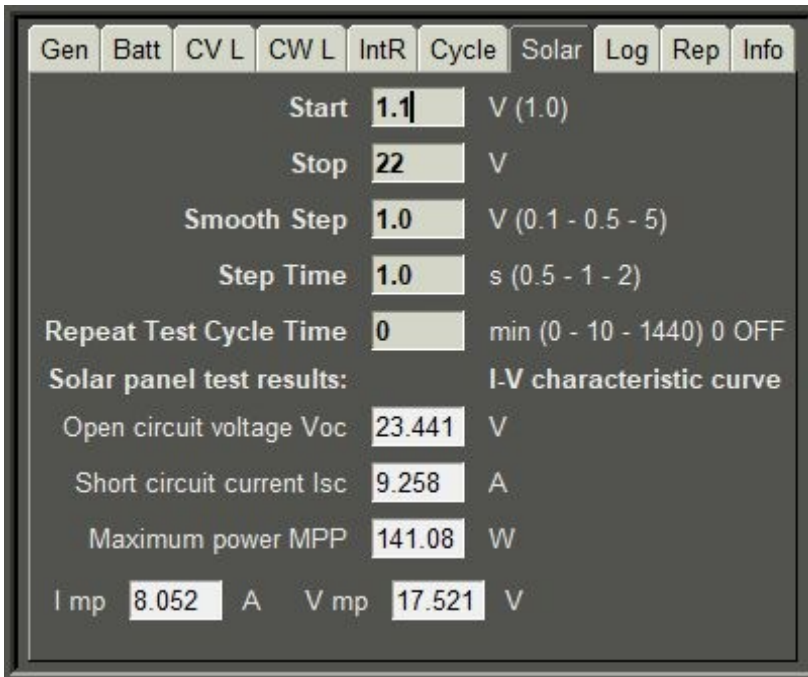 Gen Batt CV L CW L IntR Cycle Solar Log Rep Info
Start 1.1 V (1.0)
Stop 22 V
Smooth Step 1.0 V (0.1 - 0.5 - 5)
Step Time 1.0 s (0.5 - 1 - 2)
Repeat Test Cycle Time 0 min (0 - 10 - 1440) 0 OFF
Solar panel test results: I-V characteristic curve
Open circuit voltage Voc 23.441 V
Short circuit current Isc 9.258 A
Maximum power MPP 141.08 W
I mp 8.052 A V mp 17.521 V